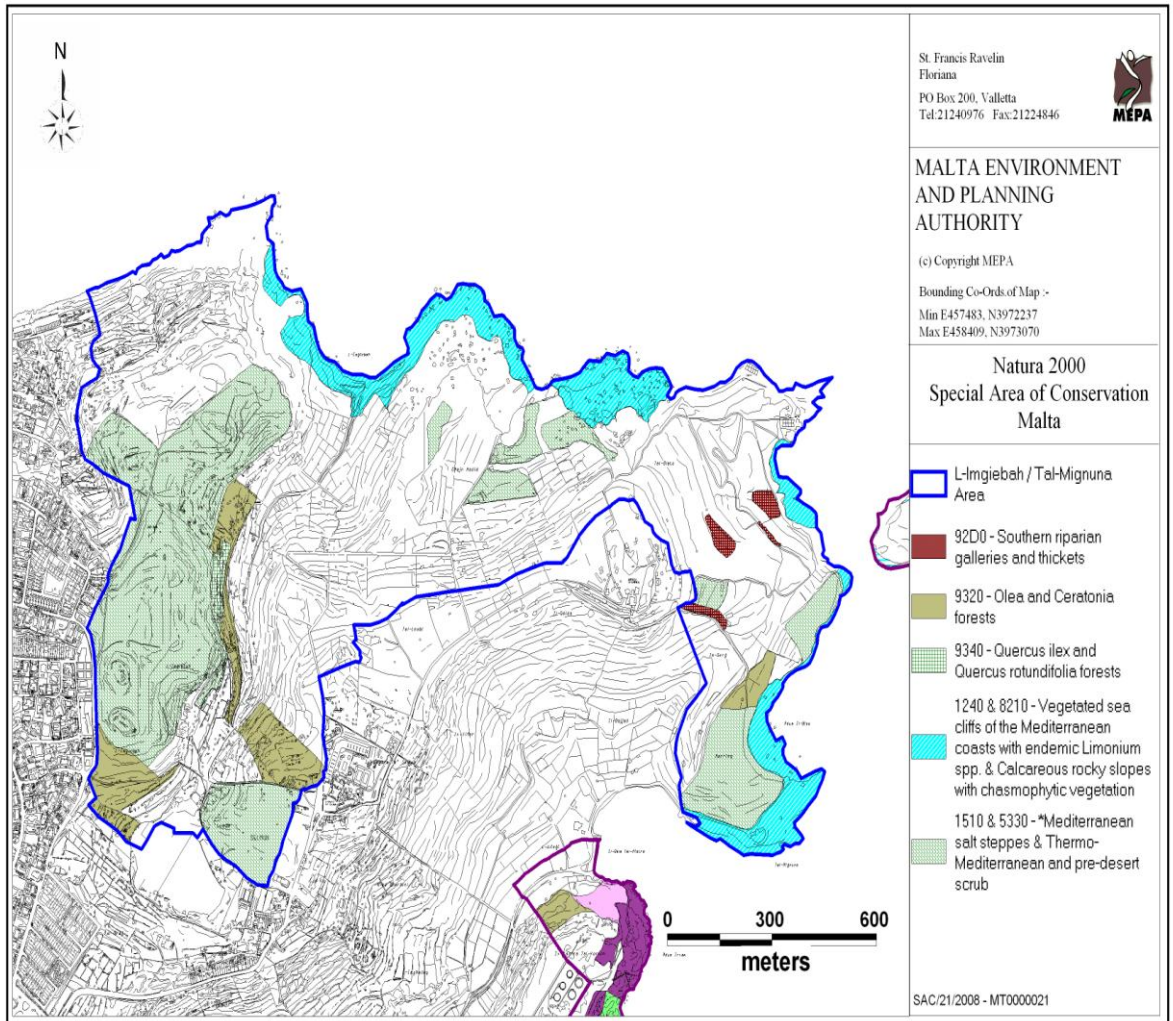 N
St. Francis Ravelin
Floriana
PO Box 200, Valletta
Tel:21240976 Fax:21224846
MEPA
MALTA ENVIRONMENT
AND PLANNING
AUTHORITY
(c) Copyright MEPA
Bounding Co-Ords.of Map :-
Min E457483, N3972237
Max E458409, N3973070
Natura 2000
Special Area of Conservation
Malta
L-Imgiebah / Tal-Mignuna
Area
92D0 - Southern riparian
galleries and thickets
9320 - Olea and Ceratonia
forests
9340 - Quercus ilex and
Quercus rotundifolia forests
1240 & 8210 - Vegetated sea
cliffs of the Mediterranean
coasts with endemic Limonium
spp. & Calcareous rocky slopes
with chasmophytic vegetation
1510 & 5330 - *Mediterranean
salt steppes & Thermo-
Mediterranean and pre-desert
scrub
0 300 600
meters
SAC/21/2008 - MT0000021